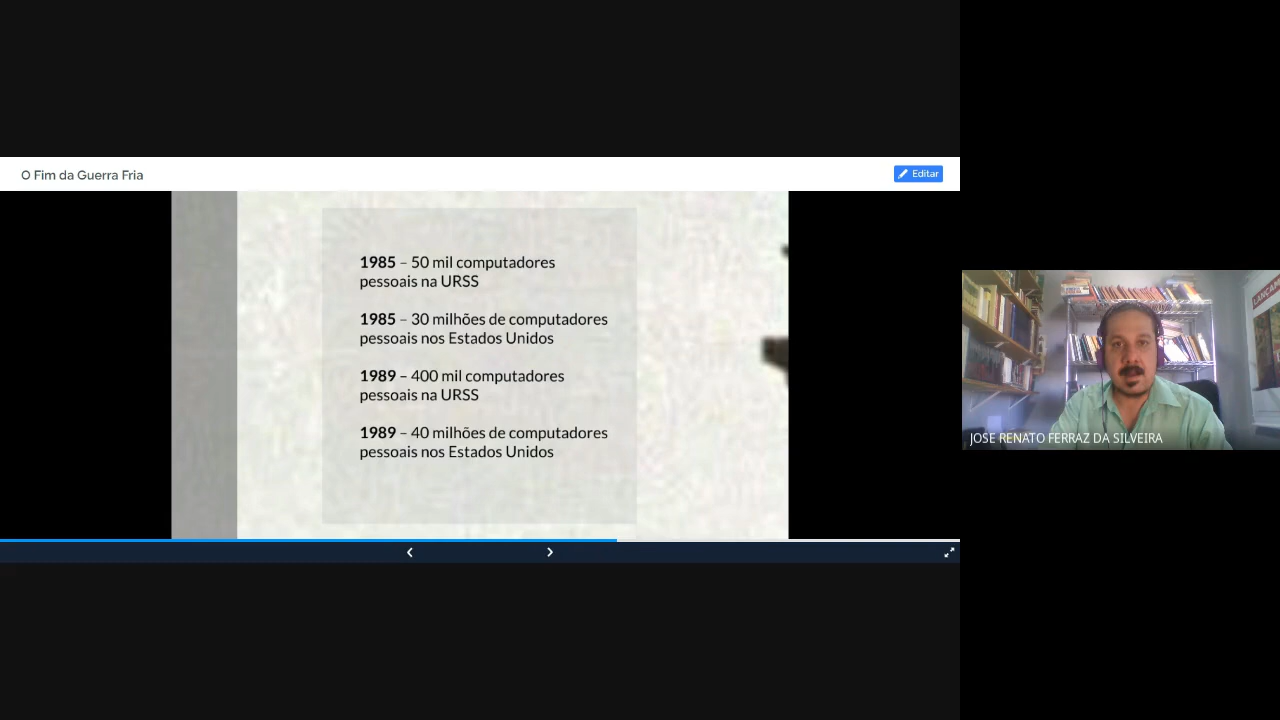 O Fim da Guerra Fria
Editar
1985 – 50 mil computadores
pessoais na URSS
1985 – 30 milhões de computadores
pessoais nos Estados Unidos
1989 – 400 mil computadores
pessoais na URSS
1989 – 40 milhões de computadores
pessoais nos Estados Unidos
JOSE RENATO FERRAZ DA SILVEIRA